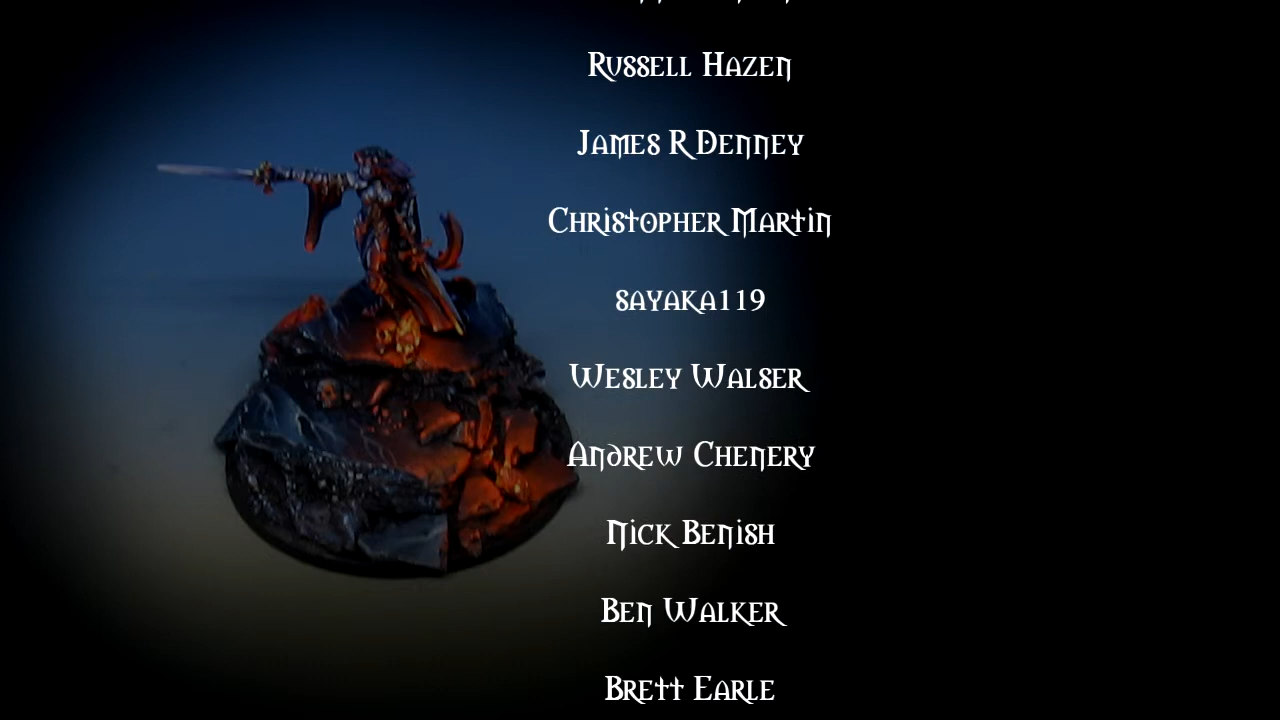 Russell Hazen
James R Denney
Christopher Martin
sayaka119
Wesley Walser
Andrew Chenery
Nick Benish
Ben Walker
Brett Earle